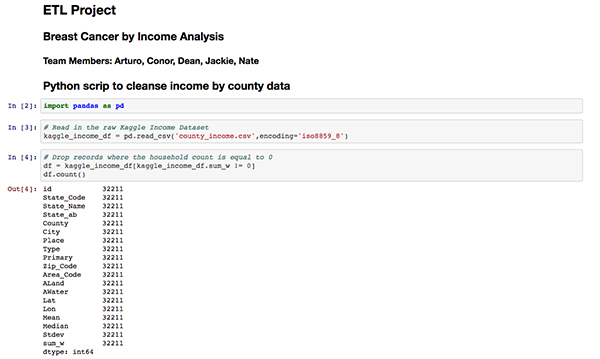 ETL Project
Breast Cancer by Income Analysis
Team Members: Arturo, Conor, Dean, Jackie, Nate
Python scrip to cleanse income by county data
In [2]: import pandas as pd
In [3]: # Read in the raw Kaggle Income Dataset
kaggle_income_df = pd.read_csv('county_income.csv',encoding='iso8859_8')
In [4]: # Drop records where the household count is equal to 0
df = kaggle_income_df[kaggle_income_df.sum_w != 0]
df.count()
Out[4]: id 32211
State_Code 32211
State_Name 32211
State_ab 32211
County 32211
City 32211
Place 32211
Type 32211
Primary 32211
Zip_Code 32211
Area_Code 32211
ALand 32211
AWater 32211
Lat 32211
Lon 32211
Mean 32211
Median 32211
Stdev 32211
sum_w 32211
dtype: int64